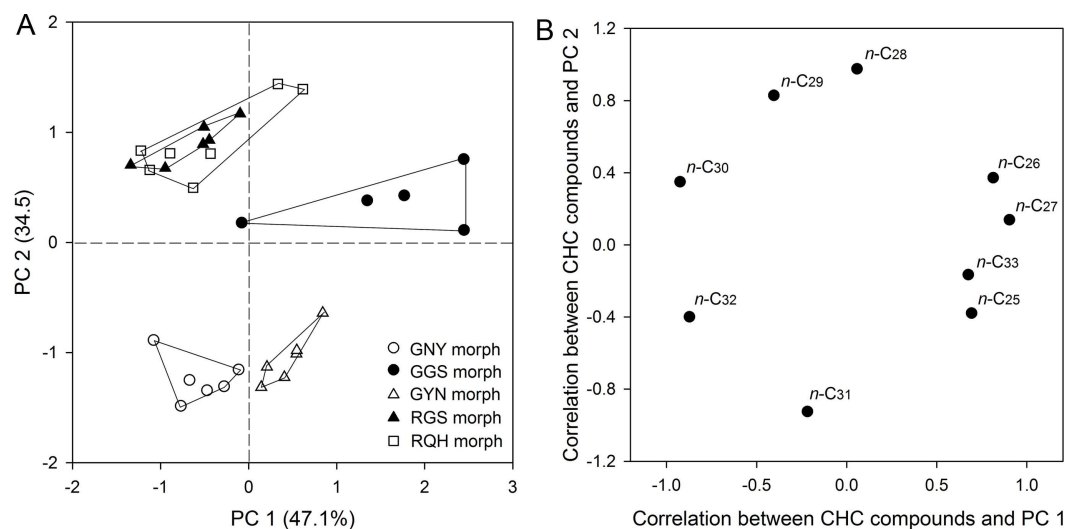 A
2
1
0
-1
-2
PC 2 (34.5)
-2
-1
0
1
2
3
PC 1 (47.1%)
GNY morph
GGS morph
GYN morph
RGS morph
RQH morph
B
1.2
0.8
0.4
0.0
-0.4
-0.8
-1.2
Correlation between CHC compounds and PC 2
n-C28
n-C29
n-C30
n-C26
n-C27
n-C33
n-C32
n-C25
n-C31
-1.0
-0.5
0.0
0.5
1.0
Correlation between CHC compounds and PC 1